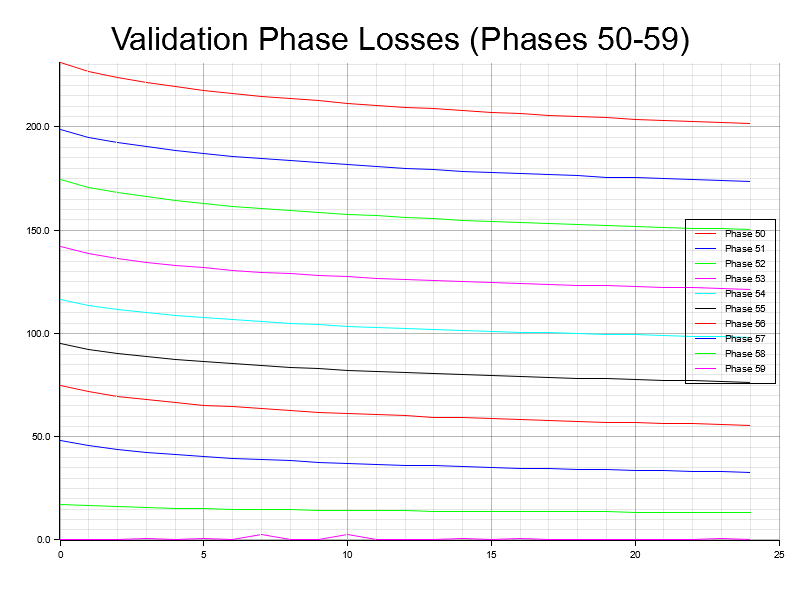 Validation Phase Losses (Phases 50-59)
200.0
150.0
100.0
50.0
0.0
Phase 50
Phase 51
Phase 52
Phase 53
Phase 54
Phase 55
Phase 56
Phase 57
Phase 58
Phase 59
0 5 10 15 20 25